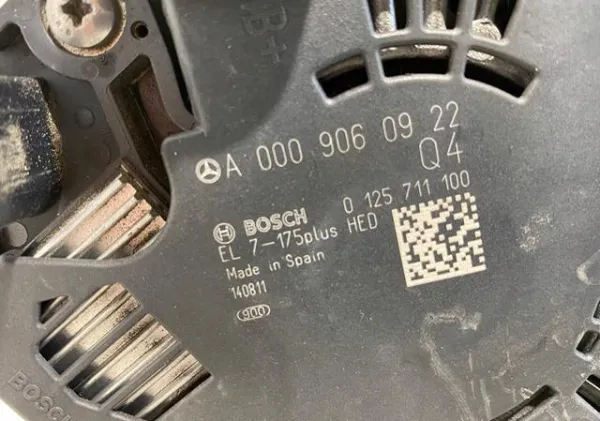 B+
A 000 906 09 22
Q4
BOSCH 0 125 711 100
EL 7-175plus HED
Made in Spain
140811
900
BOSCH